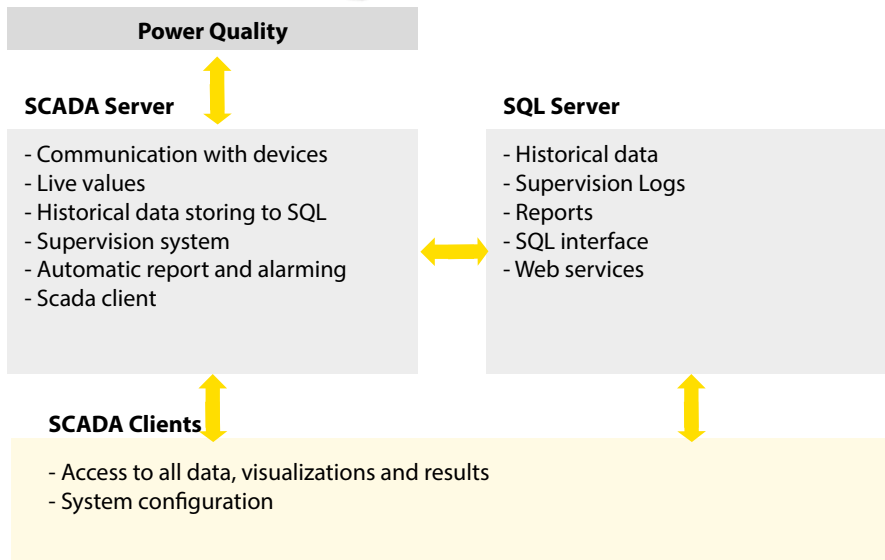 Power Quality
SCADA Server
- Communication with devices
- Live values
- Historical data storing to SQL
- Supervision system
- Automatic report and alarming
- Scada client
SQL Server
- Historical data
- Supervision Logs
- Reports
- SQL interface
- Web services
SCADA Clients
- Access to all data, visualizations and results
- System configuration